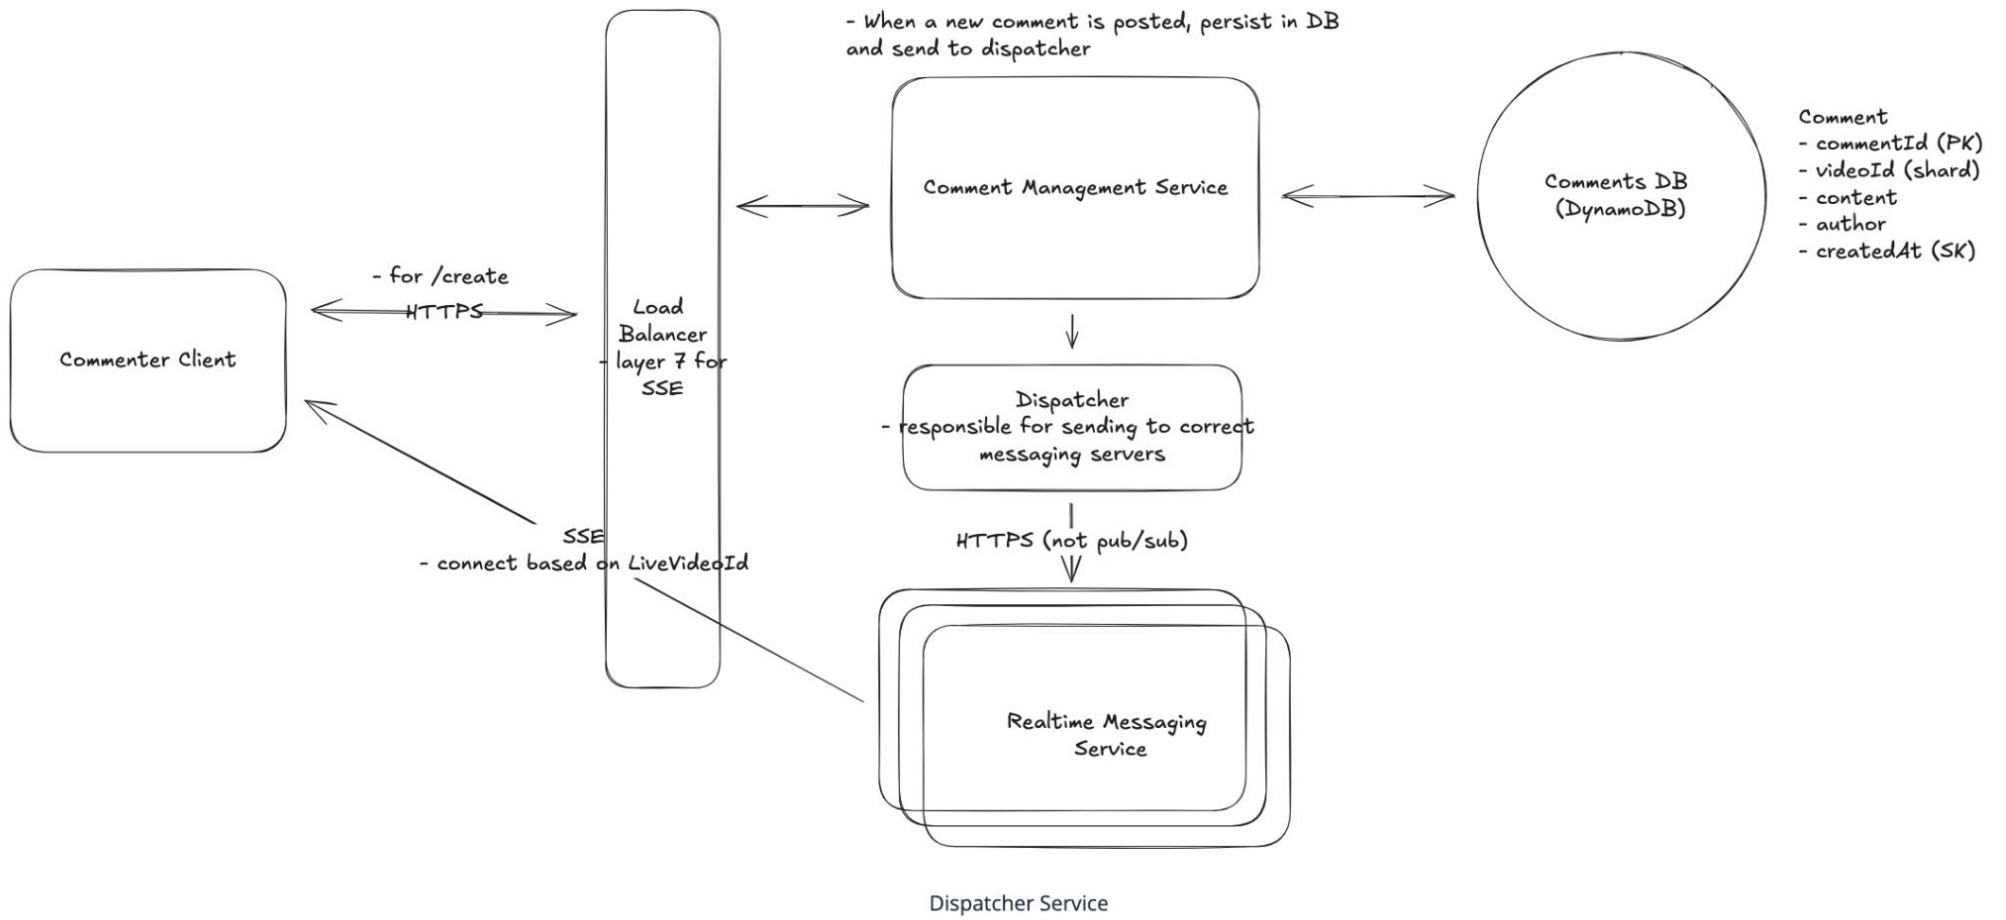 - When a new comment is posted, persist in DB
and send to dispatcher
Comment Management Service
Comments DB
(DynamoDB)
Comment
- commentId (PK)
- videoId (shard)
- content
- author
- createdAt (SK)
- for /create
HTTPS
Commenter Client
Load
Balancer
- layer 7 for
SSE
Dispatcher
- responsible for sending to correct
messaging servers
SSE
- connect based on LiveVideoId
HTTPS (not pub/sub)
Realtime Messaging
Service
Dispatcher Service